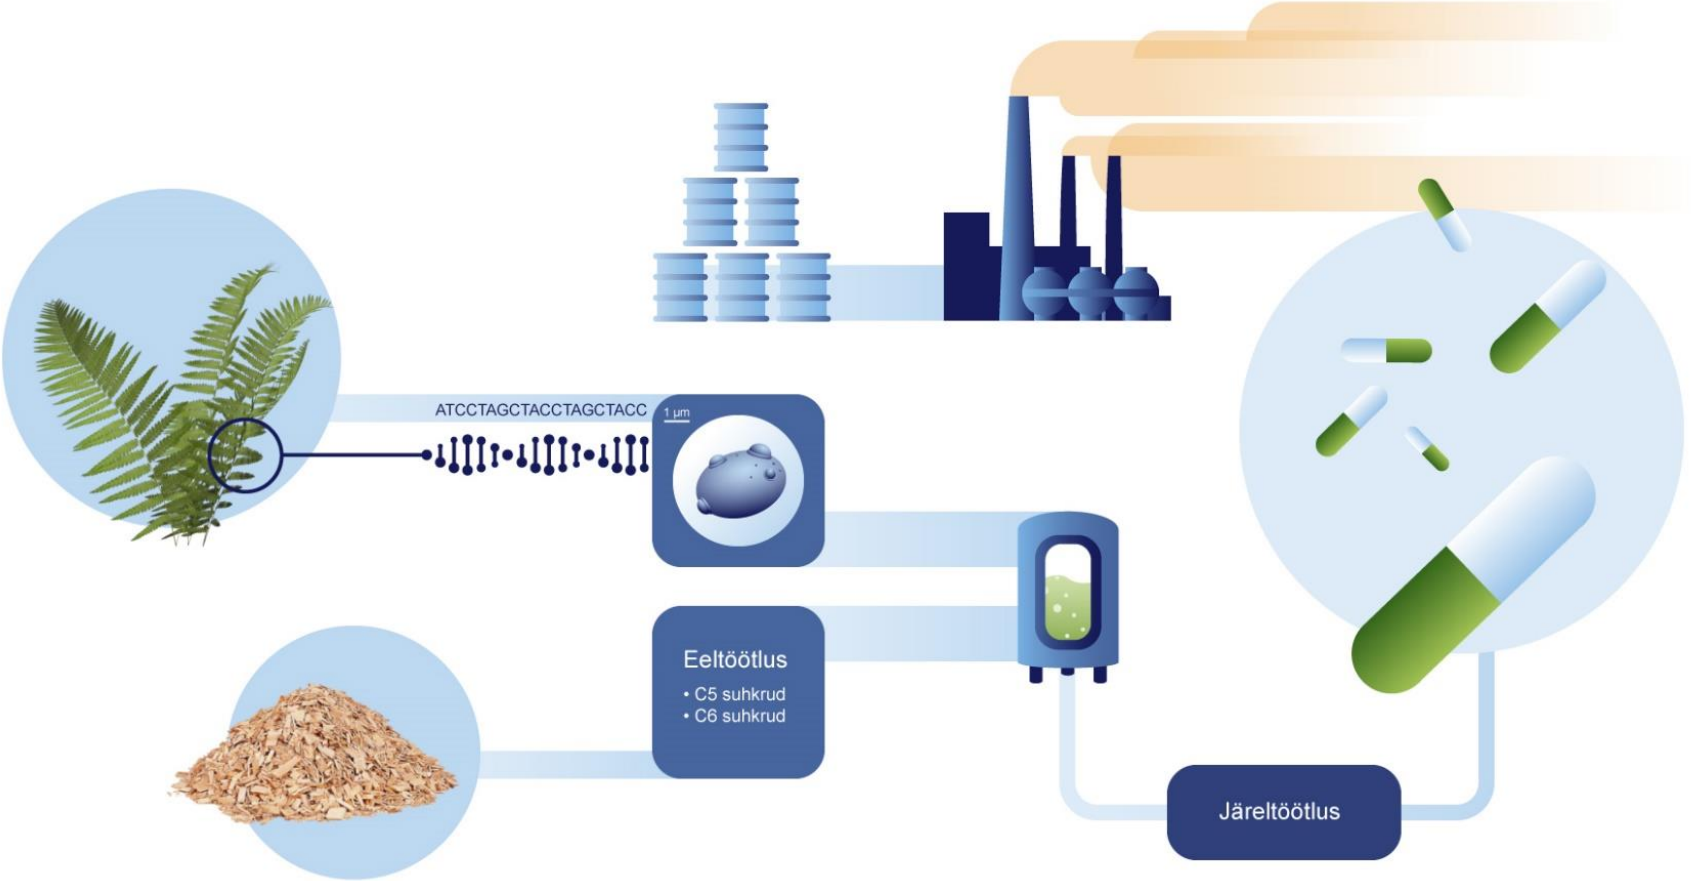 ATCCTAGCTACCTAGCTACC
1 µm
Eeltöötlus
• C5 suhkrud
• C6 suhkrud
Järeltöötlus